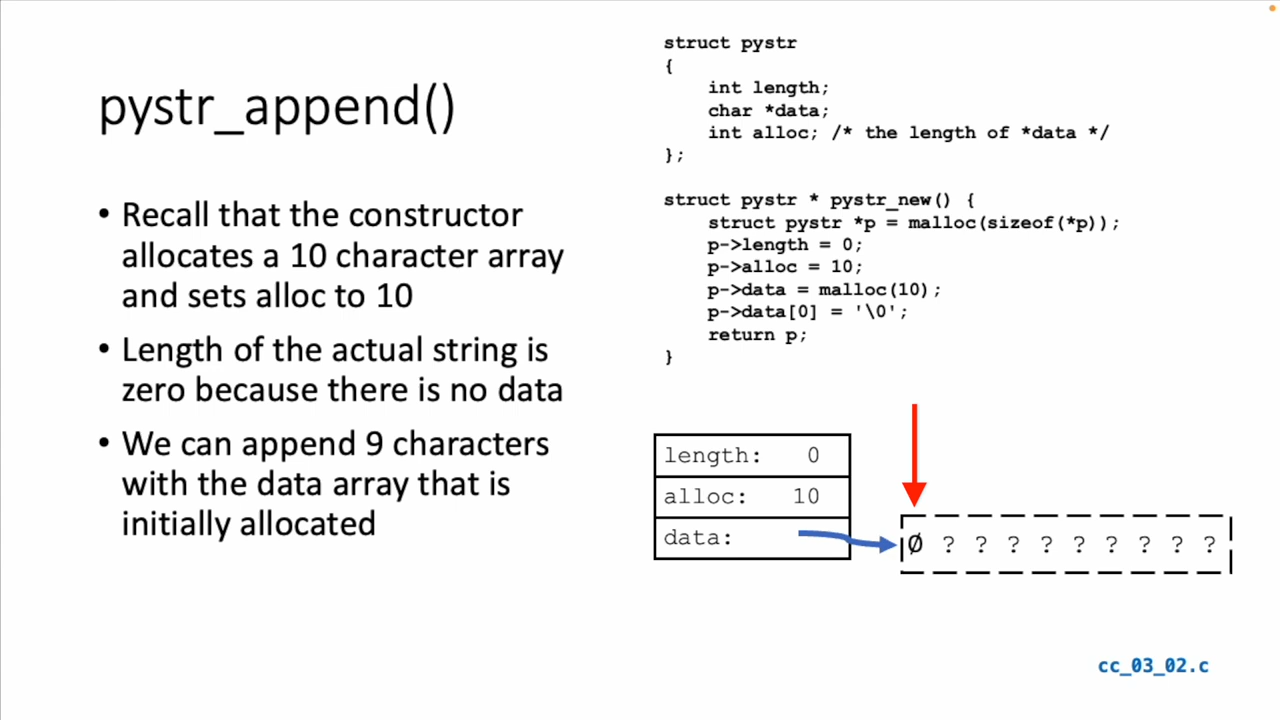 pystr_append()
• Recall that the constructor
allocates a 10 character array
and sets alloc to 10
• Length of the actual string is
zero because there is no data
• We can append 9 characters
with the data array that is
initially allocated
struct pystr
{
    int length;
    char *data;
    int alloc; /* the length of *data */
};
struct pystr * pystr_new() {
    struct pystr *p = malloc(sizeof(*p));
    p->length = 0;
    p->alloc = 10;
    p->data = malloc(10);
    p->data[0] = '\0';
    return p;
}
length: 0
alloc: 10
data:
Ø ? ? ? ? ? ? ? ? ?
cc_03_02.c